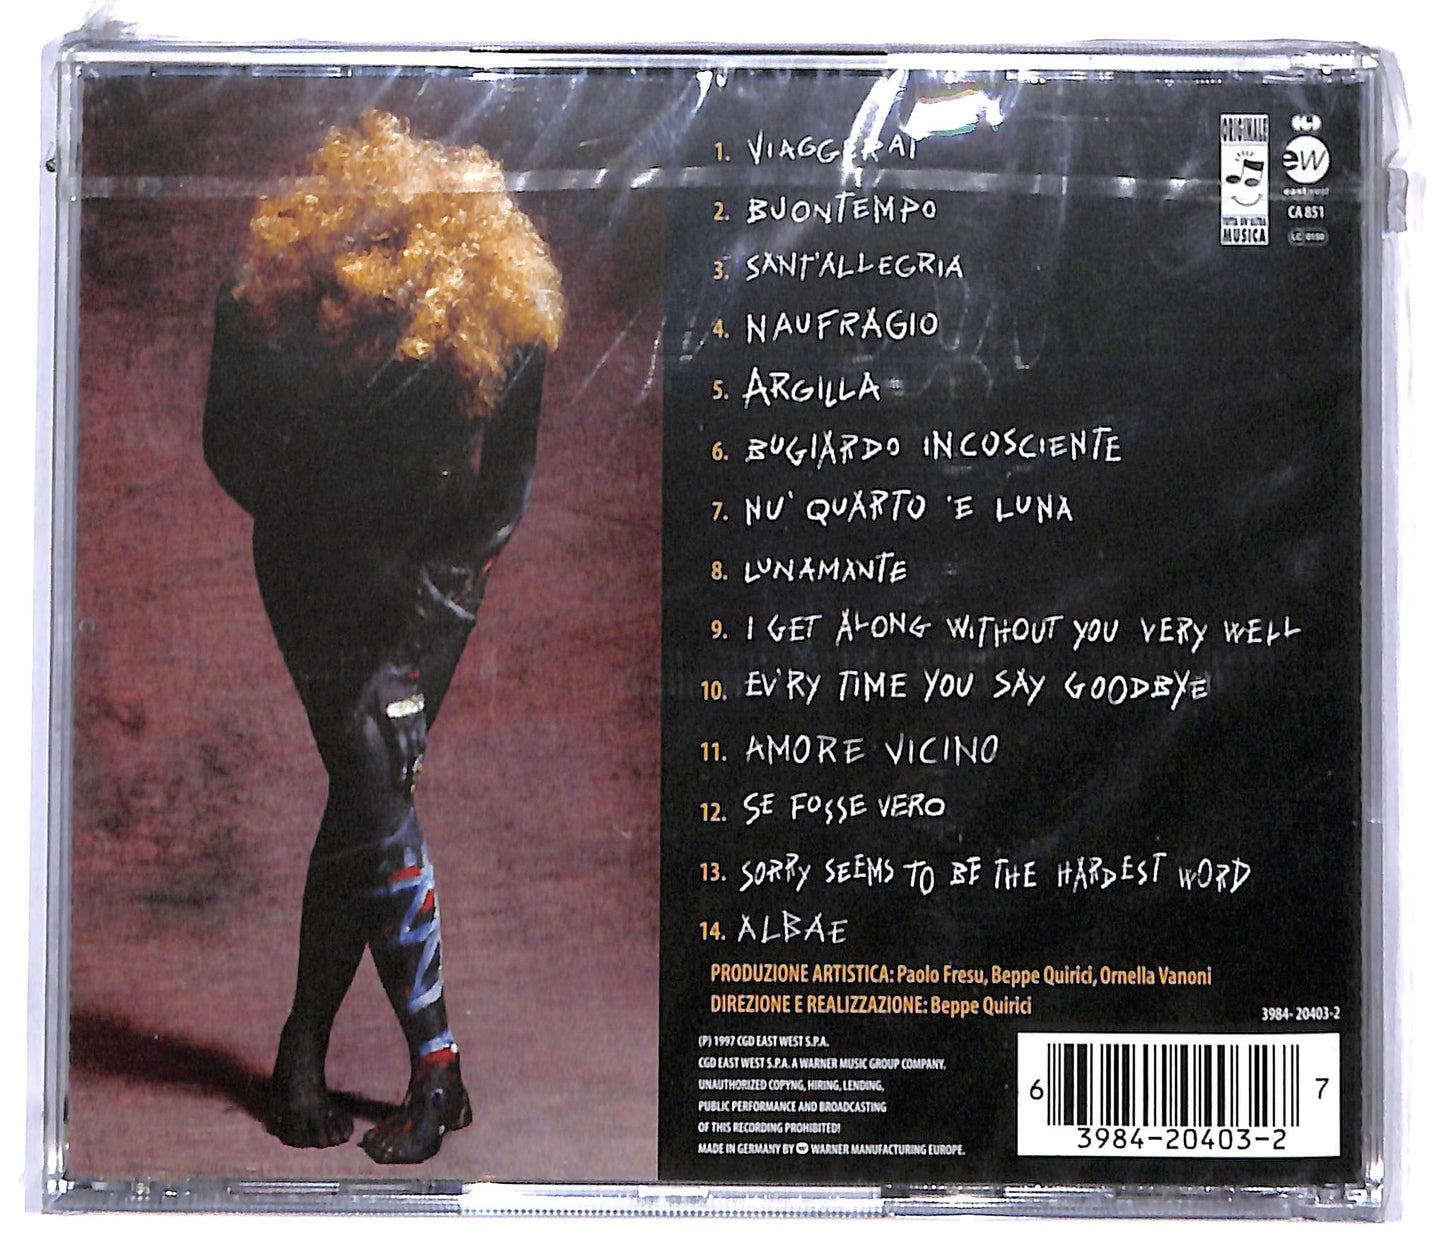 1. VIAGGERAI
2. BUONTEMPO
3. SANT'ALLEGRIA
4. NAUFRAGIO
5. ARGILLA
6. BUGIARDO INCOSCIENTE
7. NU' QUARTO 'E LUNA
8. LUNAMANTE
9. I GET ALONG WITHOUT YOU VERY WELL
10. EV'RY TIME YOU SAY GOODBYE
11. AMORE VICINO
12. SE FOSSE VERO
13. SORRY SEEMS TO BE THE HARDEST WORD
14. ALBAE
ORIGINALE
TUTTA UN'ALTRA
MUSICA
ew
eastwest
CA 851
LC 0150
PRODUZIONE ARTISTICA: Paolo Fresu, Beppe Quirici, Ornella Vanoni
DIREZIONE E REALIZZAZIONE: Beppe Quirici
3984- 20403-2
(P) 1997 CGD EAST WEST S.P.A.
CGD EAST WEST S.P.A. A WARNER MUSIC GROUP COMPANY.
UNAUTHORIZED COPYNG, HIRING, LENDING,
PUBLIC PERFORMANCE AND BROADCASTING
OF THIS RECORDING PROHIBITED!
MADE IN GERMANY BY WARNER MANUFACTURING EUROPE.
6 7
3984-20403-2